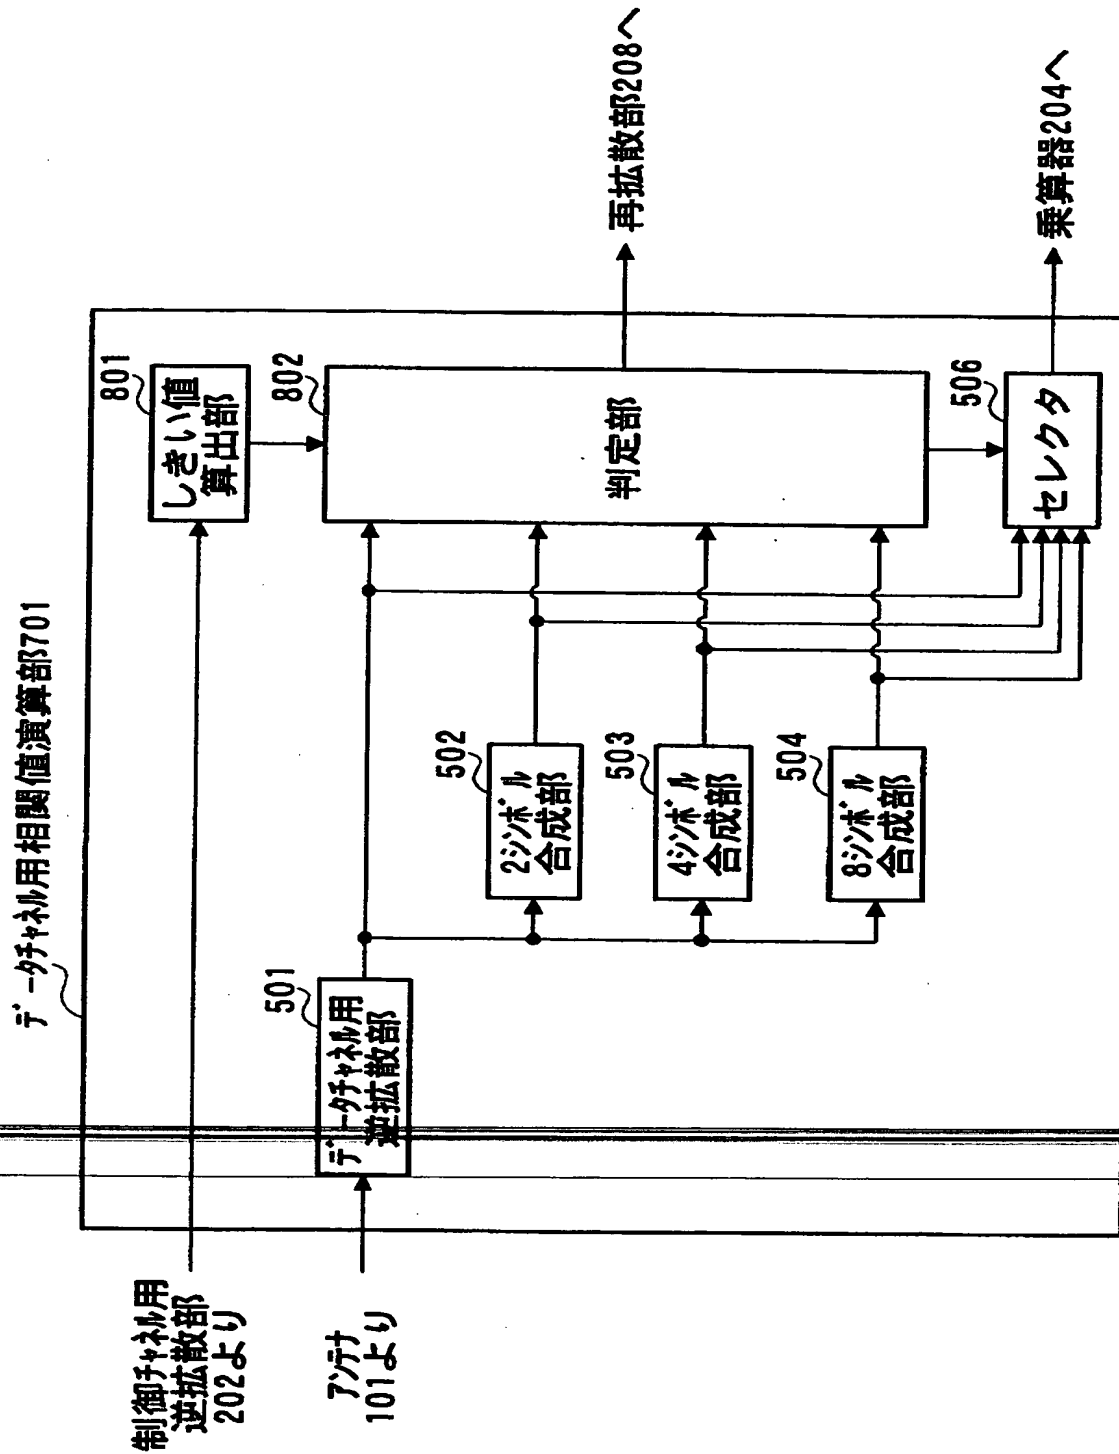 データチャネル用相関値演算部701
制御チャネル用
逆拡散部
202より
アンテナ
101より
501
データチャネル用
逆拡散部
502
2シンボル
合成部
503
4シンボル
合成部
504
8シンボル
合成部
801
しきい値
算出部
802
判定部
506
セレクタ
再拡散部208へ
乗算器204へ